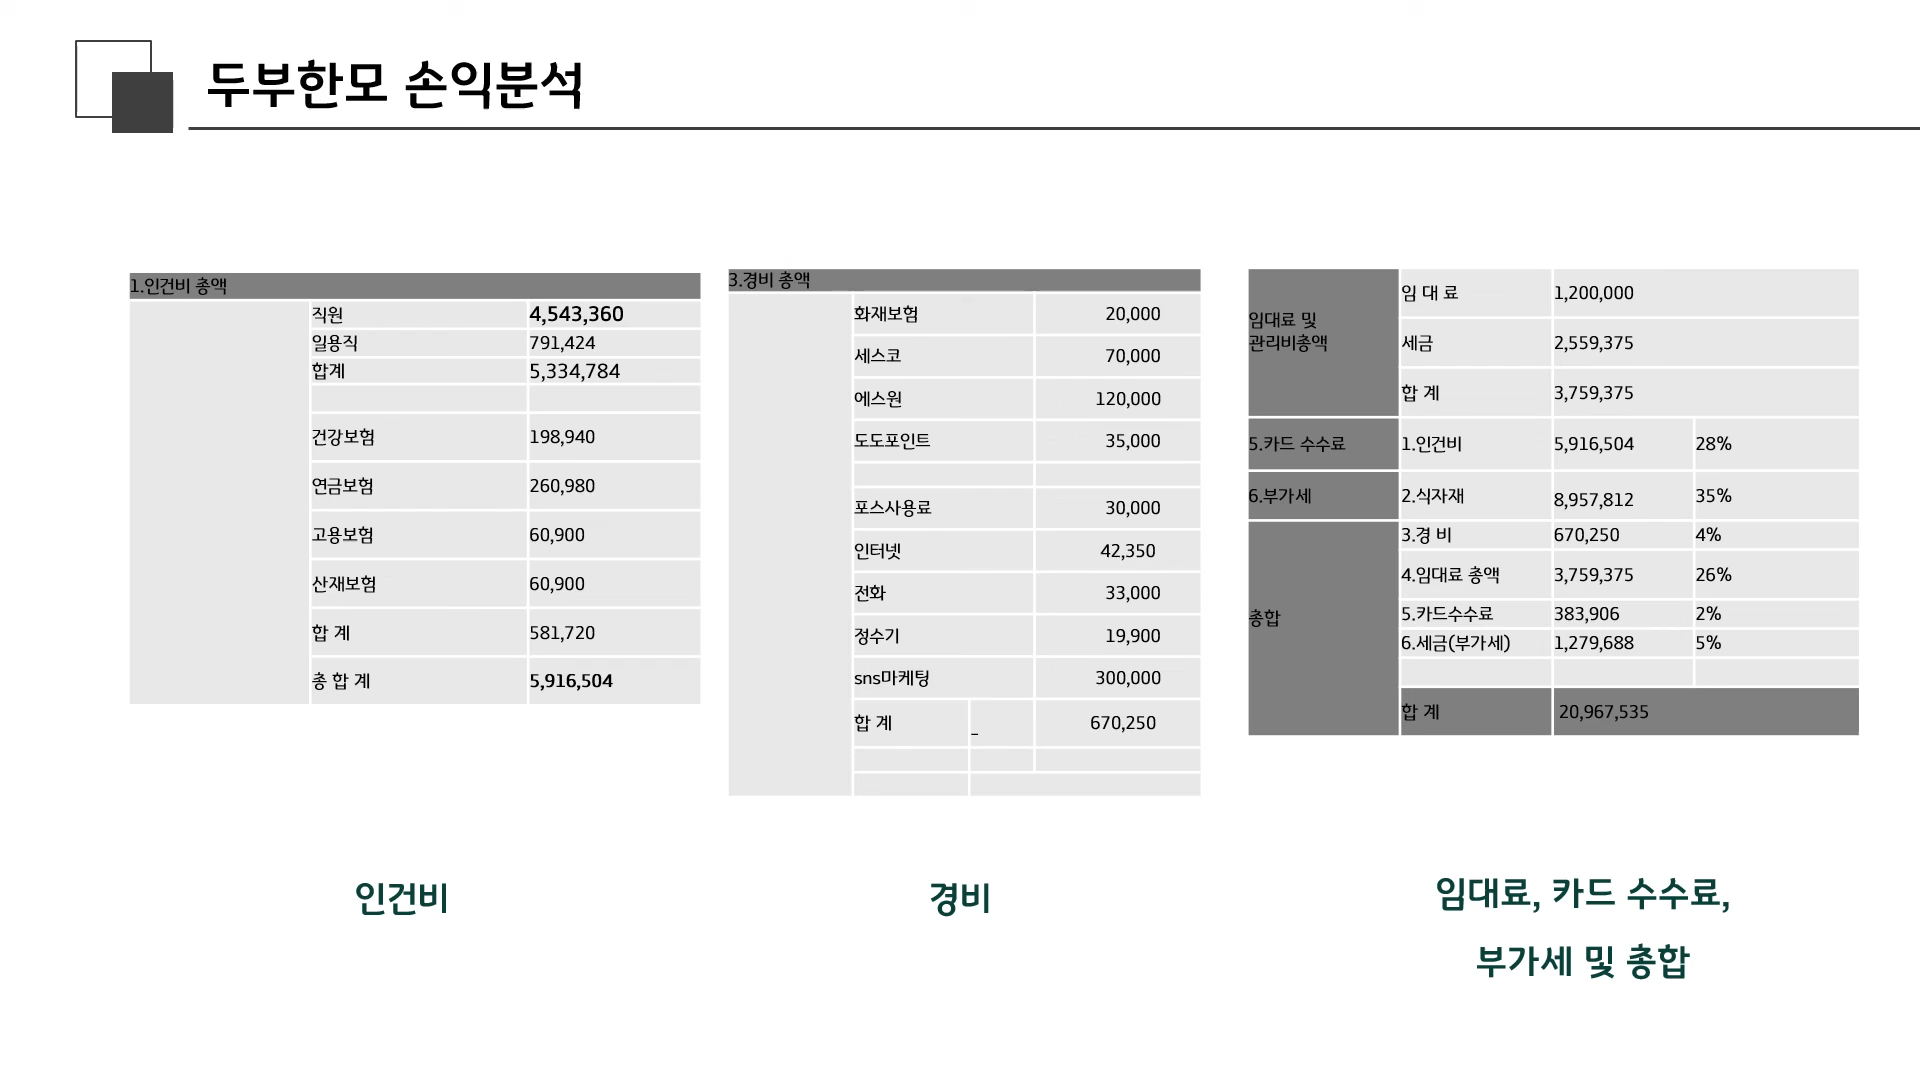 두부한모 손익분석
1.인건비 총액
직원 4,543,360
일용직 791,424
합계 5,334,784
건강보험 198,940
연금보험 260,980
고용보험 60,900
산재보험 60,900
합 계 581,720
총 합 계 5,916,504
인건비
3.경비 총액
화재보험 20,000
세스코 70,000
에스원 120,000
도도포인트 35,000
포스사용료 30,000
인터넷 42,350
전화 33,000
정수기 19,900
sns마케팅 300,000
합 계 _ 670,250
경비
임대료 및
관리비총액
임 대 료 1,200,000
세금 2,559,375
합 계 3,759,375
5.카드 수수료 1.인건비 5,916,504 28%
6.부가세 2.식자재 8,957,812 35%
총합
3.경 비 670,250 4%
4.임대료 총액 3,759,375 26%
5.카드수수료 383,906 2%
6.세금(부가세) 1,279,688 5%
합 계 20,967,535
임대료, 카드 수수료,
부가세 및 총합